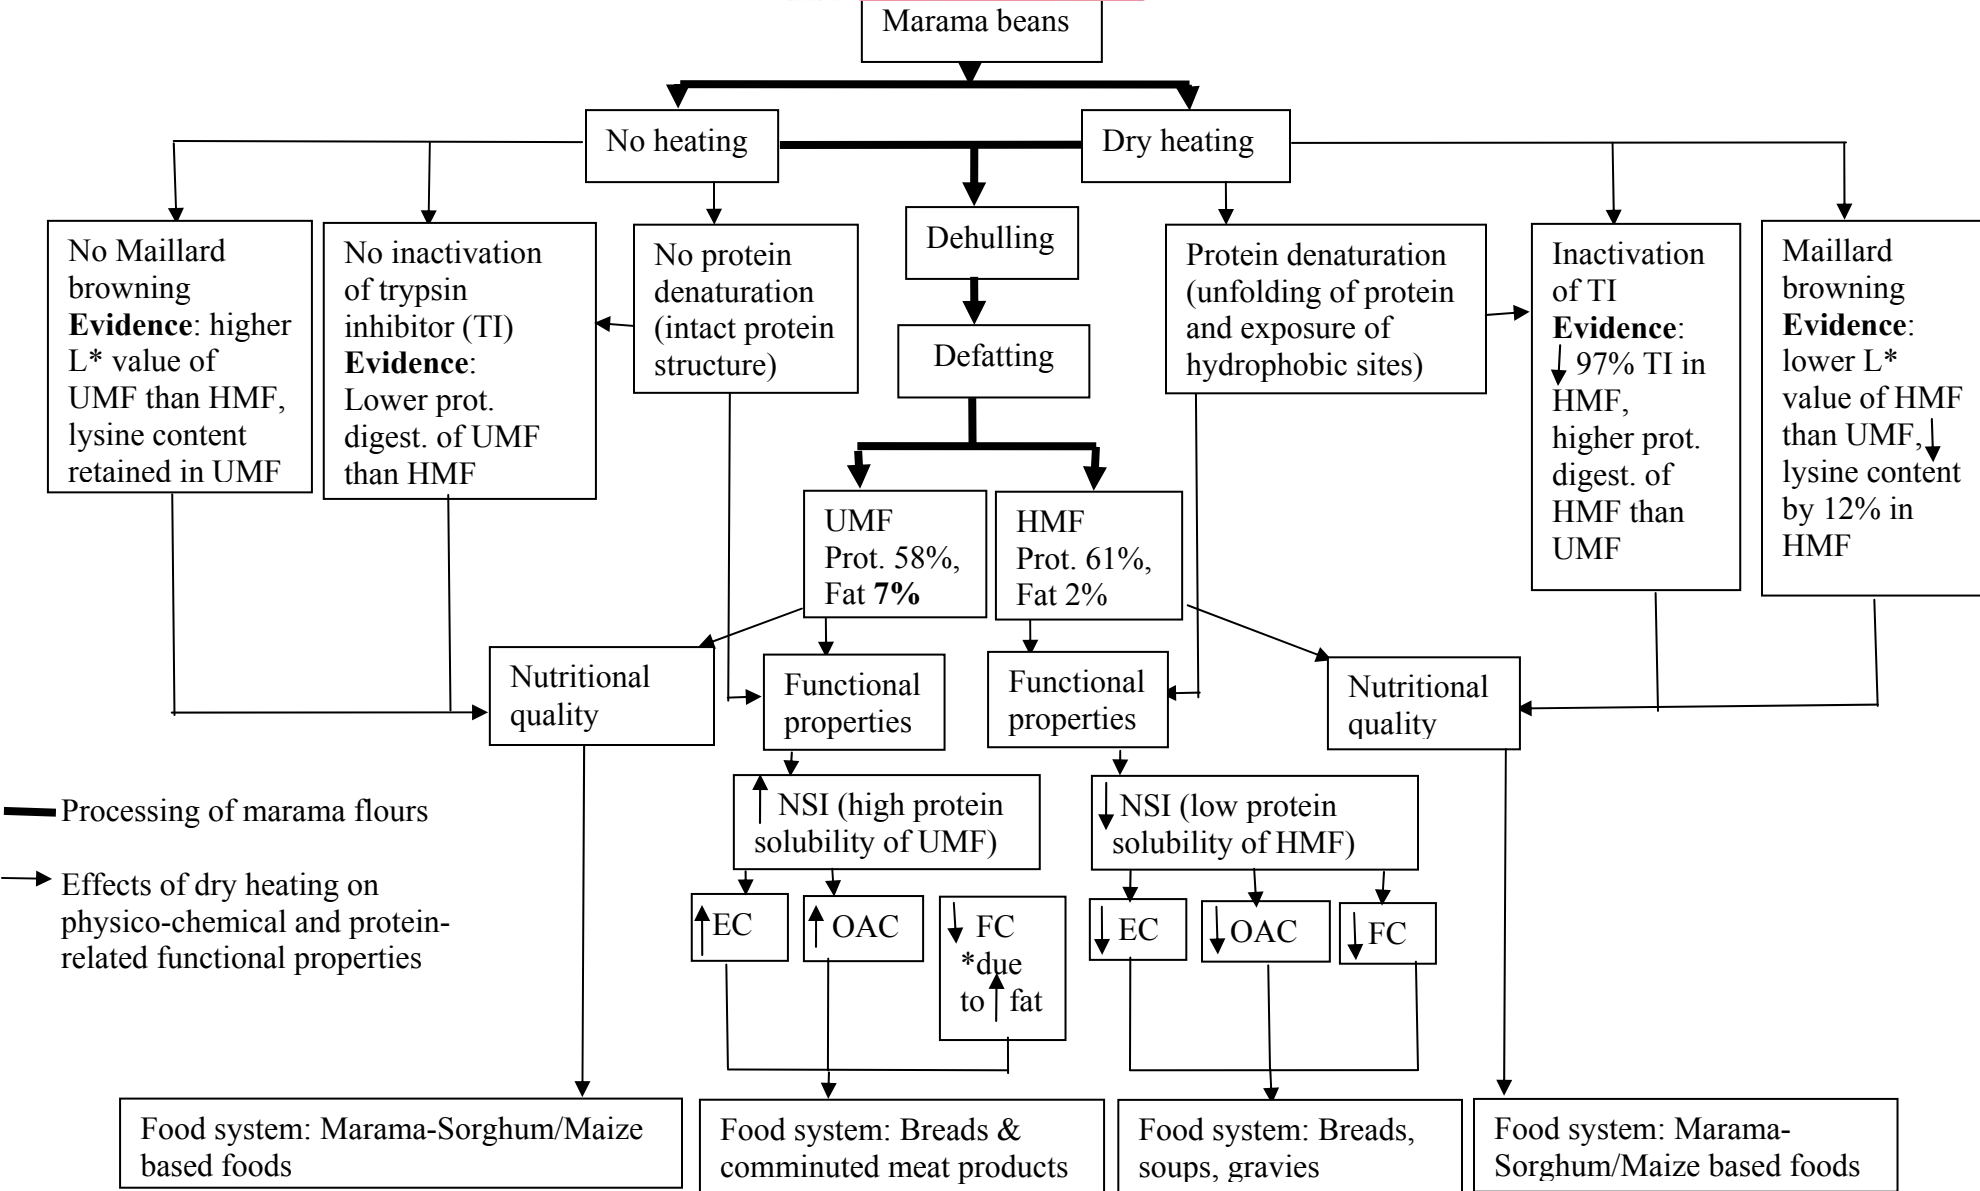 Marama beans
No heating
Dry heating
No Maillard
browning
Evidence: higher
L* value of
UMF than HMF,
lysine content
retained in UMF
No inactivation
of trypsin
inhibitor (TI)
Evidence:
Lower prot.
digest. of UMF
than HMF
No protein
denaturation
(intact protein
structure)
Dehulling
Defatting
Protein denaturation
(unfolding of protein
and exposure of
hydrophobic sites)
Inactivation
of TI
Evidence:
↓ 97% TI in
HMF,
higher prot.
digest. of
HMF than
UMF
Maillard
browning
Evidence:
lower L*
value of HMF
than UMF,↓
lysine content
by 12% in
HMF
UMF
Prot. 58%,
Fat 7%
HMF
Prot. 61%,
Fat 2%
Nutritional
quality
Functional
properties
Functional
properties
Nutritional
quality
↑ NSI (high protein
solubility of UMF)
↓ NSI (low protein
solubility of HMF)
Processing of marama flours
Effects of dry heating on
physico-chemical and protein-
related functional properties
↑ EC
↑ OAC
↓ FC
*due
to ↑ fat
↓ EC
↓ OAC
↓ FC
Food system: Marama-Sorghum/Maize
based foods
Food system: Breads &
comminuted meat products
Food system: Breads,
soups, gravies
Food system: Marama-
Sorghum/Maize based foods